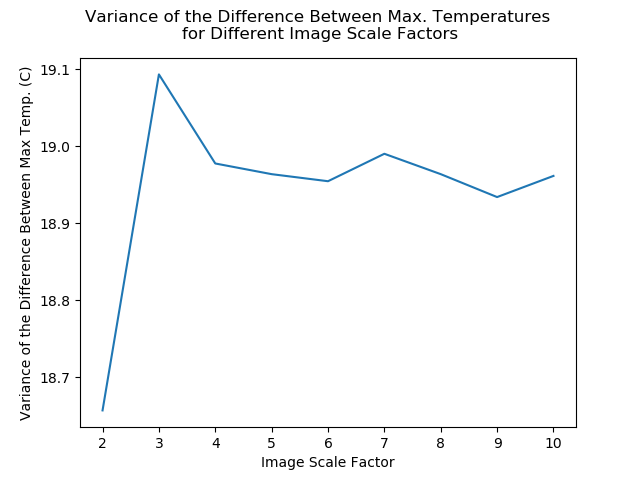 Variance of the Difference Between Max. Temperatures
for Different Image Scale Factors
Variance of the Difference Between Max Temp. (C)
19.1
19.0
18.9
18.8
18.7
2 3 4 5 6 7 8 9 10
Image Scale Factor